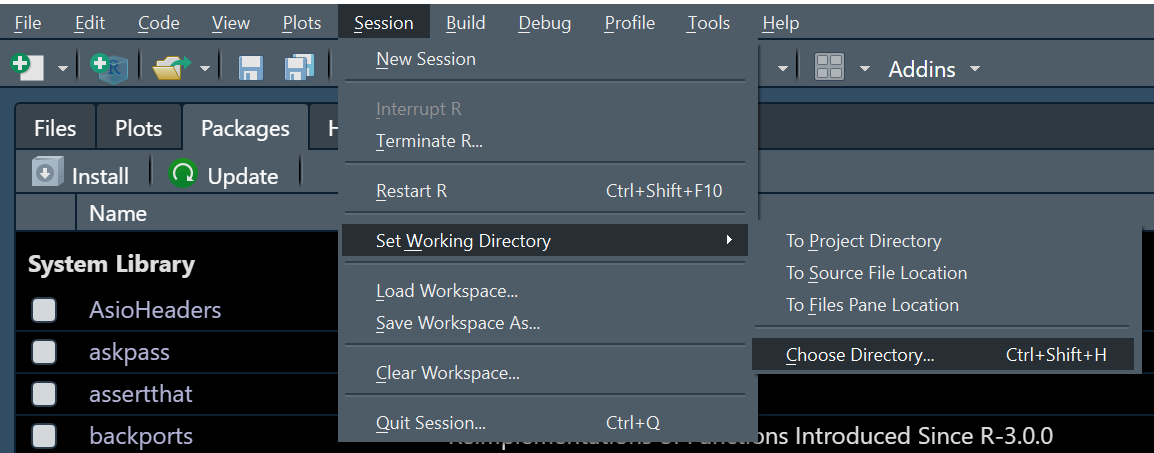 File Edit Code View Plots Session Build Debug Profile Tools Help
Addins
Files Plots Packages H
Install Update
Name
System Library
AsioHeaders
askpass
assertthat
backports
New Session
Interrupt R
Terminate R...
Restart R Ctrl+Shift+F10
Set Working Directory
Load Workspace...
Save Workspace As...
Clear Workspace...
Quit Session... Ctrl+Q
To Project Directory
To Source File Location
To Files Pane Location
Choose Directory... Ctrl+Shift+H
Introduced Since R-3.0.0